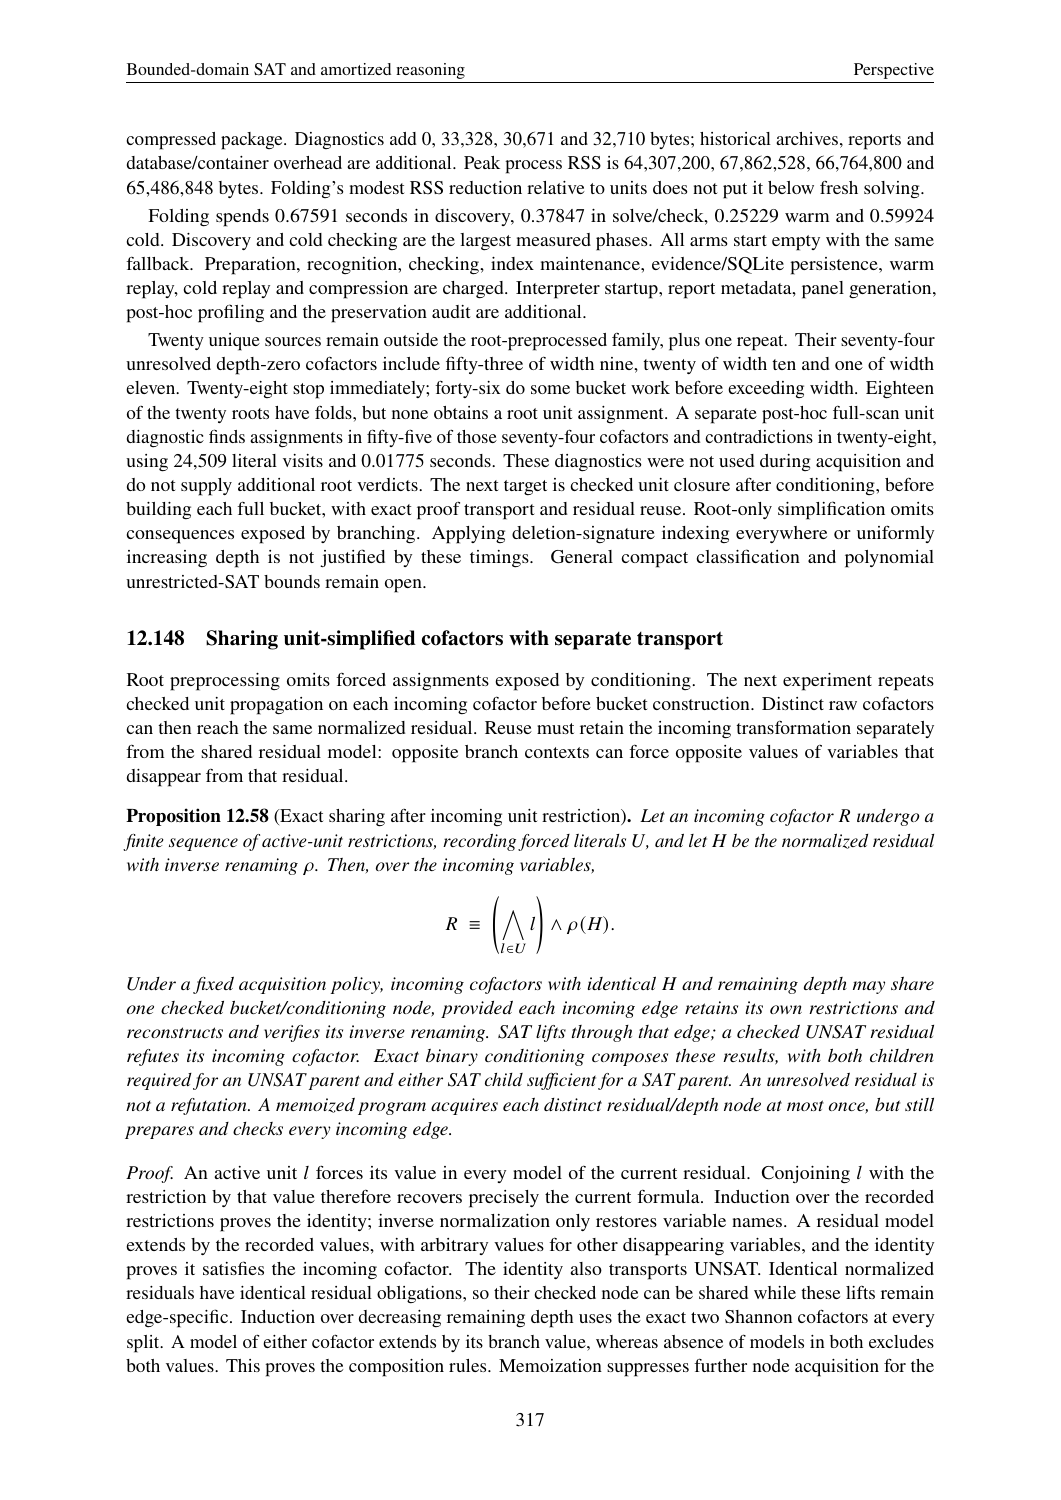 Bounded-domain SAT and amortized reasoning Perspective
compressed package. Diagnostics add 0, 33,328, 30,671 and 32,710 bytes; historical archives, reports and
database/container overhead are additional. Peak process RSS is 64,307,200, 67,862,528, 66,764,800 and
65,486,848 bytes. Folding’s modest RSS reduction relative to units does not put it below fresh solving.
Folding spends 0.67591 seconds in discovery, 0.37847 in solve/check, 0.25229 warm and 0.59924
cold. Discovery and cold checking are the largest measured phases. All arms start empty with the same
fallback. Preparation, recognition, checking, index maintenance, evidence/SQLite persistence, warm
replay, cold replay and compression are charged. Interpreter startup, report metadata, panel generation,
post-hoc profiling and the preservation audit are additional.
Twenty unique sources remain outside the root-preprocessed family, plus one repeat. Their seventy-four
unresolved depth-zero cofactors include fifty-three of width nine, twenty of width ten and one of width
eleven. Twenty-eight stop immediately; forty-six do some bucket work before exceeding width. Eighteen
of the twenty roots have folds, but none obtains a root unit assignment. A separate post-hoc full-scan unit
diagnostic finds assignments in fifty-five of those seventy-four cofactors and contradictions in twenty-eight,
using 24,509 literal visits and 0.01775 seconds. These diagnostics were not used during acquisition and
do not supply additional root verdicts. The next target is checked unit closure after conditioning, before
building each full bucket, with exact proof transport and residual reuse. Root-only simplification omits
consequences exposed by branching. Applying deletion-signature indexing everywhere or uniformly
increasing depth is not justified by these timings. General compact classification and polynomial
unrestricted-SAT bounds remain open.
12.148 Sharing unit-simplified cofactors with separate transport
Root preprocessing omits forced assignments exposed by conditioning. The next experiment repeats
checked unit propagation on each incoming cofactor before bucket construction. Distinct raw cofactors
can then reach the same normalized residual. Reuse must retain the incoming transformation separately
from the shared residual model: opposite branch contexts can force opposite values of variables that
disappear from that residual.
Proposition 12.58 (Exact sharing after incoming unit restriction). Let an incoming cofactor R undergo a
finite sequence of active-unit restrictions, recording forced literals U, and let H be the normalized residual
with inverse renaming ρ. Then, over the incoming variables,
R ≡ (⋀_{l∈U} l) ∧ ρ(H).
Under a fixed acquisition policy, incoming cofactors with identical H and remaining depth may share
one checked bucket/conditioning node, provided each incoming edge retains its own restrictions and
reconstructs and verifies its inverse renaming. SAT lifts through that edge; a checked UNSAT residual
refutes its incoming cofactor. Exact binary conditioning composes these results, with both children
required for an UNSAT parent and either SAT child sufficient for a SAT parent. An unresolved residual is
not a refutation. A memoized program acquires each distinct residual/depth node at most once, but still
prepares and checks every incoming edge.
Proof. An active unit l forces its value in every model of the current residual. Conjoining l with the
restriction by that value therefore recovers precisely the current formula. Induction over the recorded
restrictions proves the identity; inverse normalization only restores variable names. A residual model
extends by the recorded values, with arbitrary values for other disappearing variables, and the identity
proves it satisfies the incoming cofactor. The identity also transports UNSAT. Identical normalized
residuals have identical residual obligations, so their checked node can be shared while these lifts remain
edge-specific. Induction over decreasing remaining depth uses the exact two Shannon cofactors at every
split. A model of either cofactor extends by its branch value, whereas absence of models in both excludes
both values. This proves the composition rules. Memoization suppresses further node acquisition for the
317